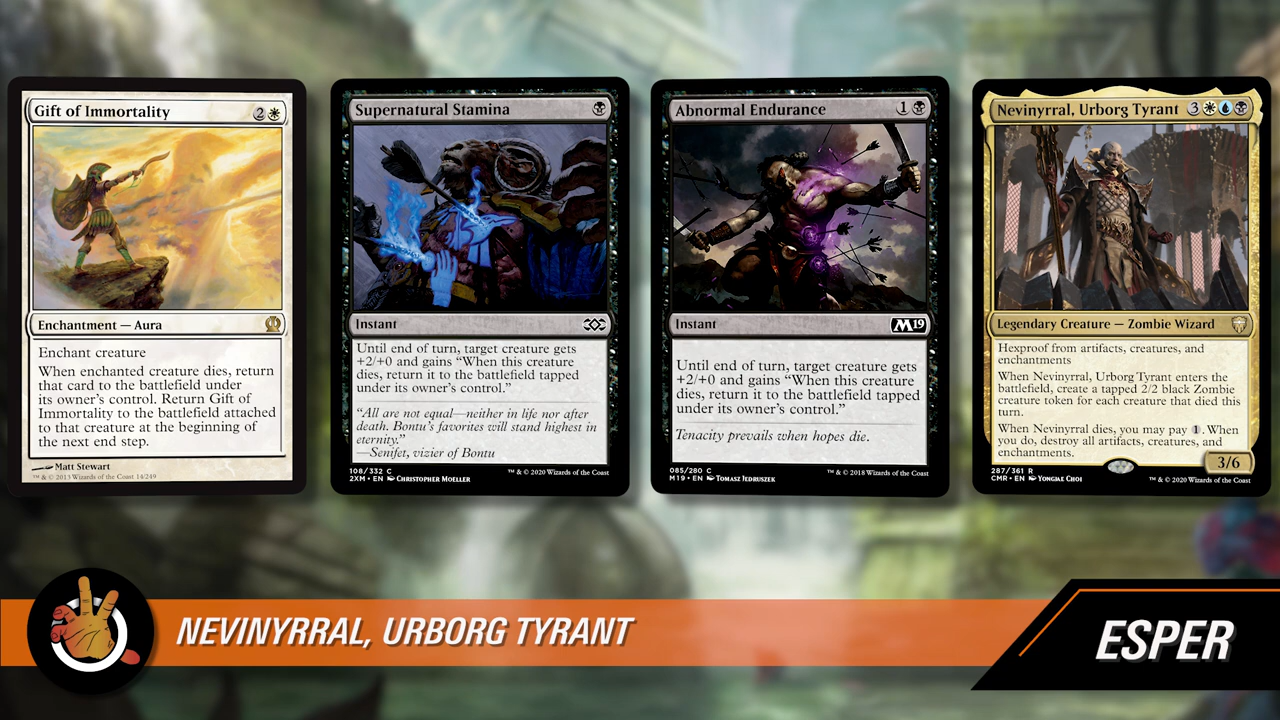 Gift of Immortality 2
Enchantment — Aura
Enchant creature
When enchanted creature dies, return
that card to the battlefield under
its owner's control. Return Gift of
Immortality to the battlefield attached
to that creature at the beginning of
the next end step.
Matt Stewart
™ & © 2013 Wizards of the Coast 14/249
Supernatural Stamina
Instant
Until end of turn, target creature gets
+2/+0 and gains “When this creature
dies, return it to the battlefield tapped
under its owner's control.”
“All are not equal—neither in life nor after
death. Bontu's favorites will stand highest in
eternity.”
—Senifet, vizier of Bontu
108/332 C
2XM • EN Christopher Moeller
™ & © 2020 Wizards of the Coast
Abnormal Endurance 1
Instant
M19
Until end of turn, target creature gets
+2/+0 and gains “When this creature
dies, return it to the battlefield tapped
under its owner's control.”
Tenacity prevails when hopes die.
085/280 C
M19 • EN Tomasz Jedruszek
™ & © 2018 Wizards of the Coast
Nevinyrral, Urborg Tyrant 3
Legendary Creature — Zombie Wizard
Hexproof from artifacts, creatures, and
enchantments
When Nevinyrral, Urborg Tyrant enters the
battlefield, create a tapped 2/2 black Zombie
creature token for each creature that died this
turn.
When Nevinyrral dies, you may pay 1. When
you do, destroy all artifacts, creatures, and
enchantments.
3/6
287/361 R
CMR • EN Yongjae Choi
™ & © 2020 Wizards of the Coast
NEVINYRRAL, URBORG TYRANT
ESPER